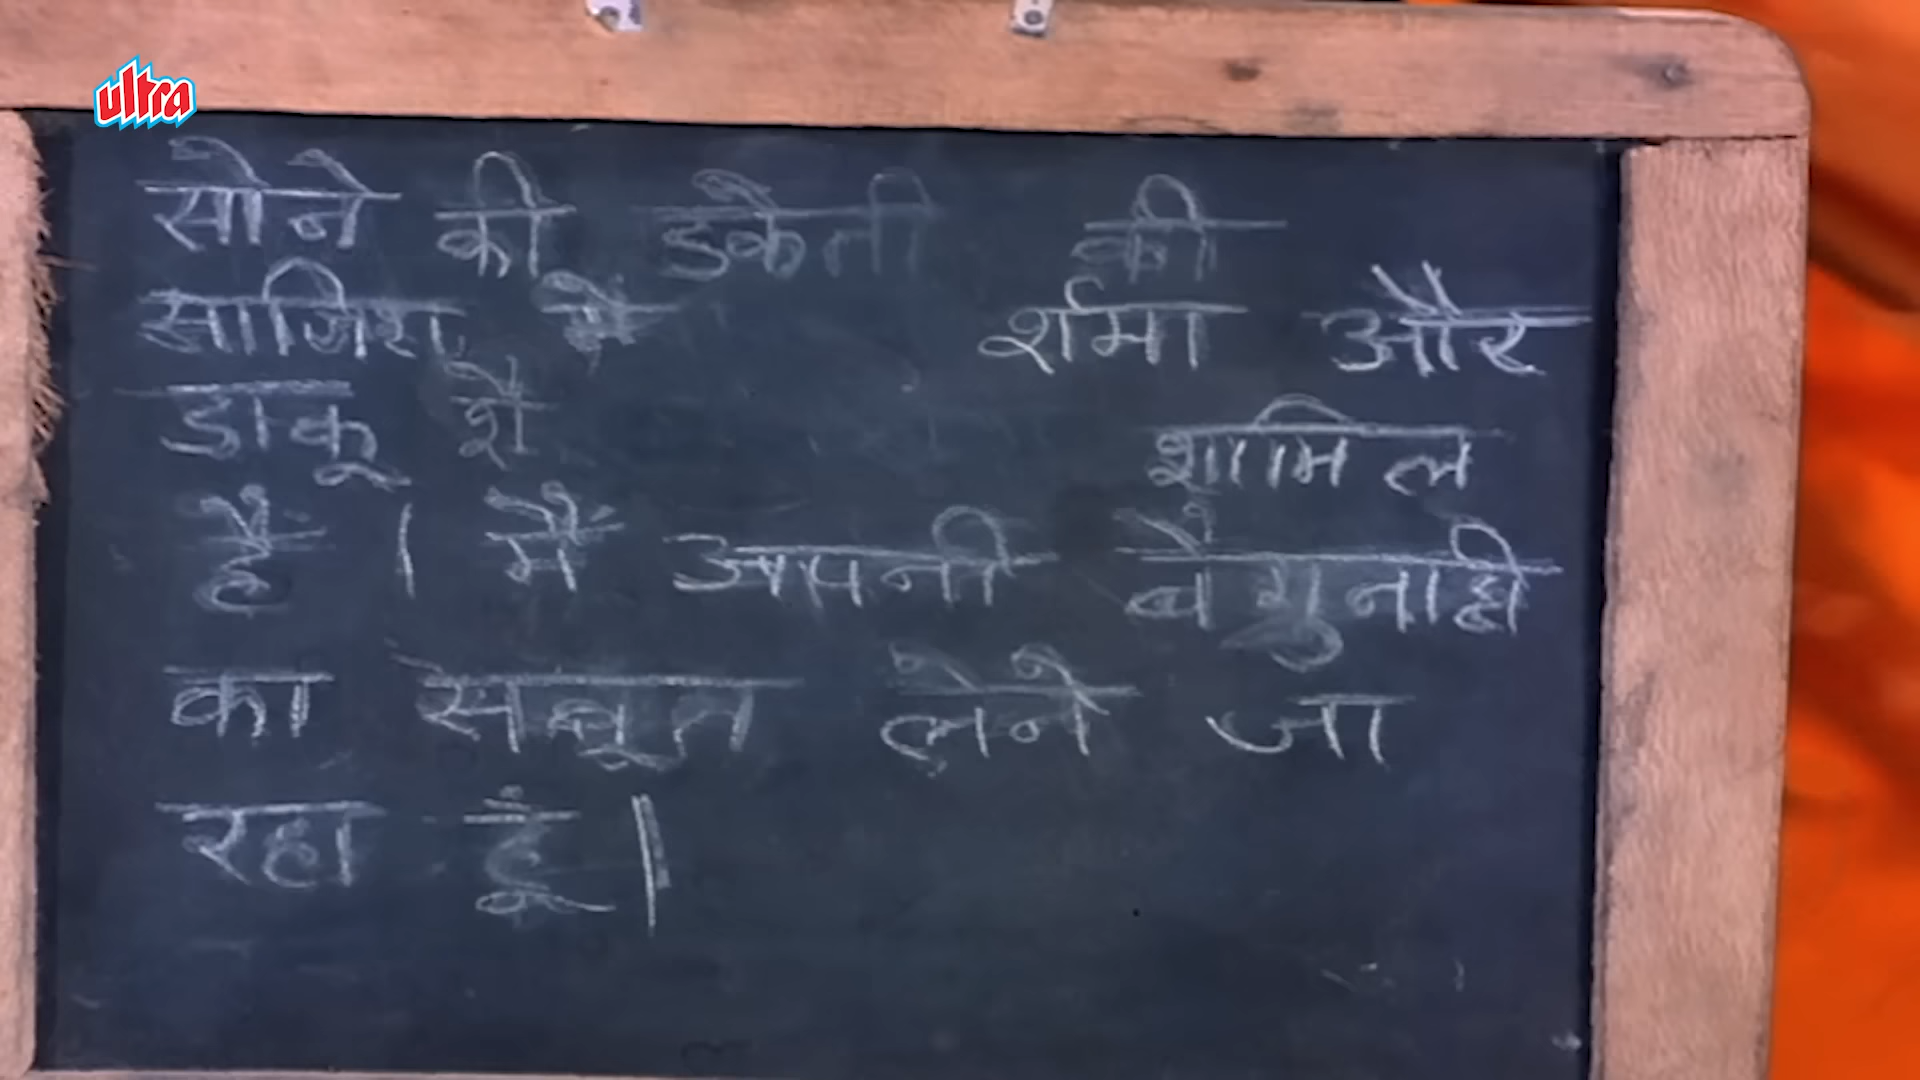 ultra
सोने की डकैती की
साजिश में शर्मा और
डाकू शे शामिल
हैं । मैं अपनी बेगुनाही
का सबूत लेने जा
रहा हूँ ।